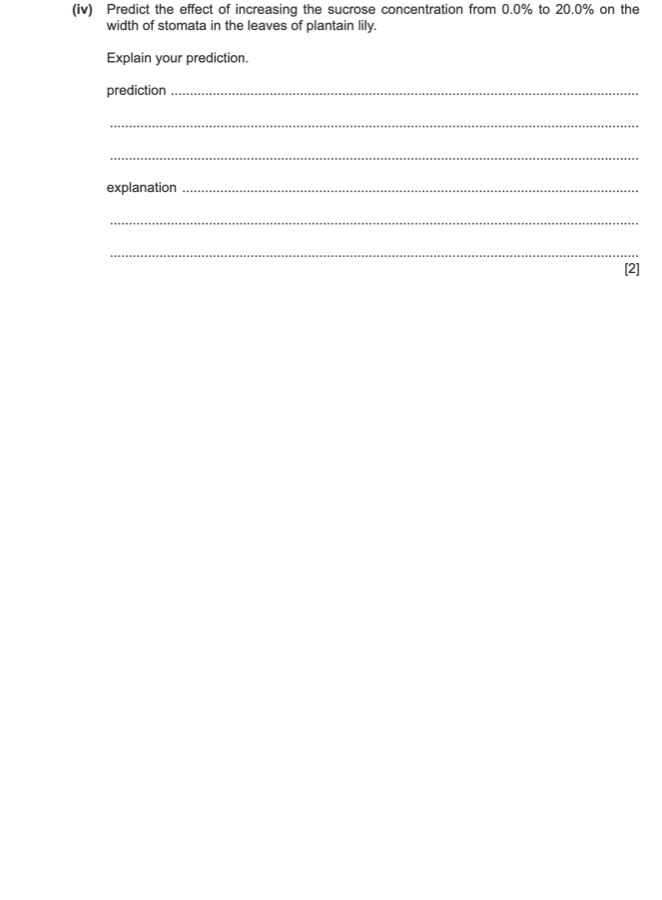 (iv) Predict the effect of increasing the sucrose concentration from 0.0% to 20.0% on the
width of stomata in the leaves of plantain lily.
Explain your prediction.
prediction ..........................................................................................................................
..........................................................................................................................................
..........................................................................................................................................
explanation .......................................................................................................................
..........................................................................................................................................
..........................................................................................................................................
[2]